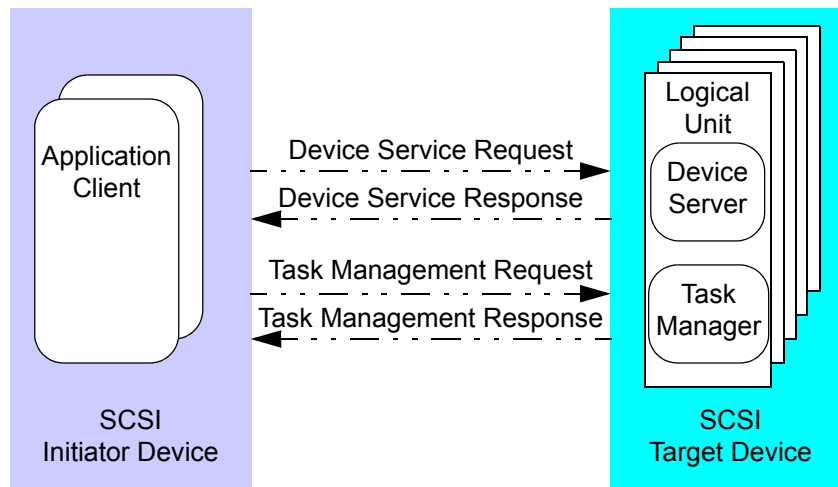 Application
Client
Device Service Request
Device Service Response
Task Management Request
Task Management Response
Logical
Unit
Device
Server
Task
Manager
SCSI
Initiator Device
SCSI
Target Device